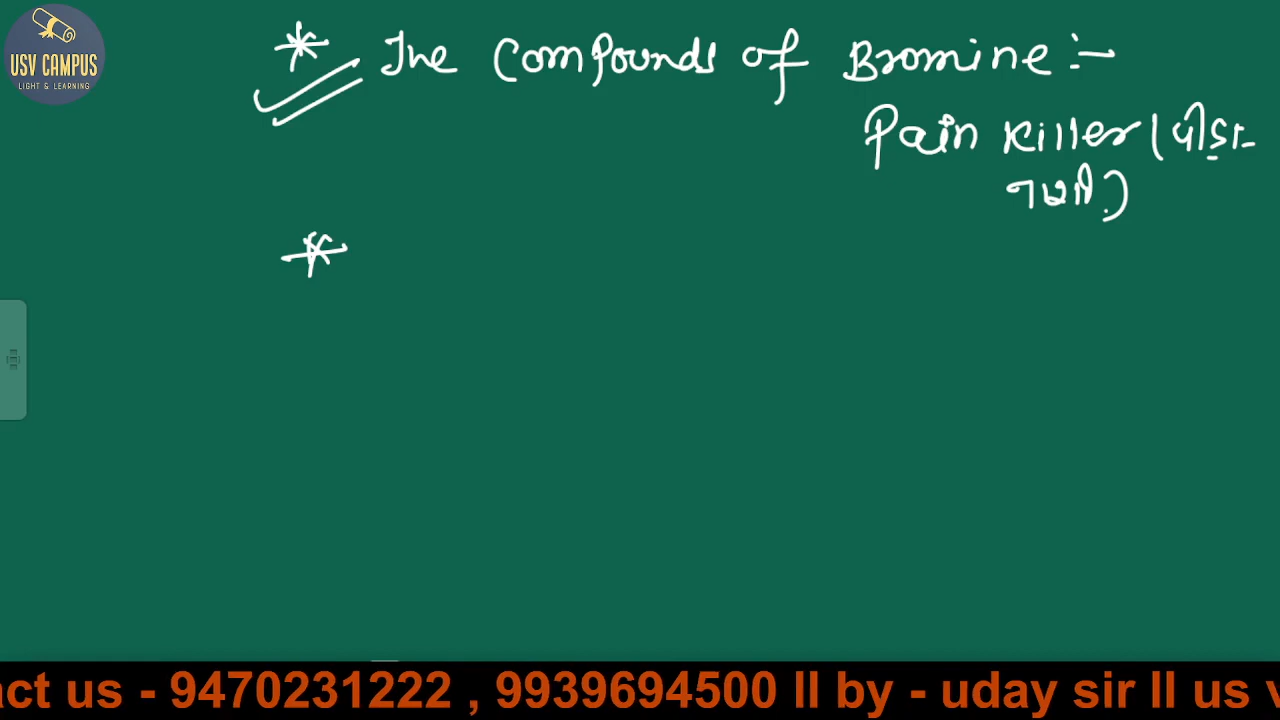 USV CAMPUS
LIGHT & LEARNING
* The Compounds of Bromine :-
Pain Killer (पीड़ा-
*
act us - 9470231222 , 9939694500 ll by - uday sir ll us v